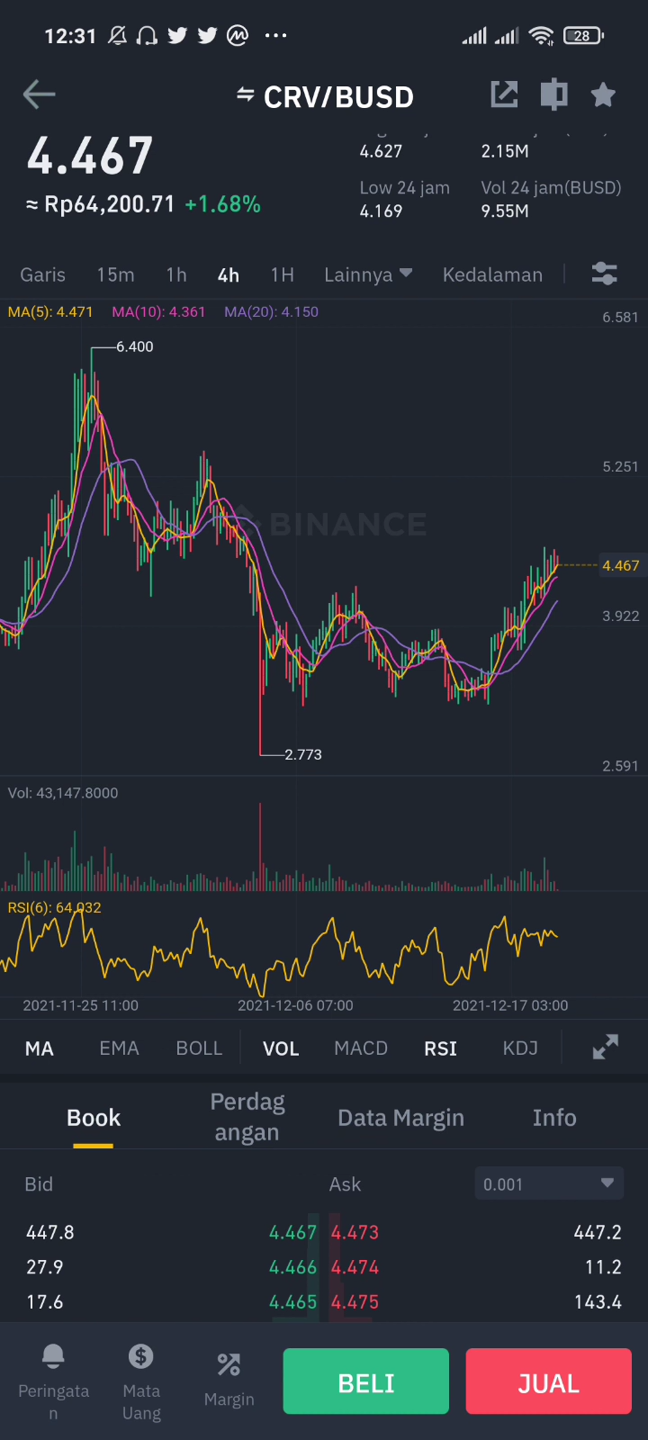 12:31
28
CRV/BUSD
4.467
4.627
2.15M
≈ Rp64,200.71 +1.68%
Low 24 jam
Vol 24 jam(BUSD)
4.169
9.55M
Garis 15m 1h 4h 1H Lainnya Kedalaman
MA(5): 4.471 MA(10): 4.361 MA(20): 4.150
6.581
6.400
5.251
BINANCE
4.467
3.922
2.773
2.591
Vol: 43,147.8000
RSI(6): 64.032
2021-11-25 11:00 2021-12-06 07:00 2021-12-17 03:00
MA EMA BOLL VOL MACD RSI KDJ
Book
Perdag
angan
Data Margin
Info
Bid Ask 0.001
447.8 4.467 4.473 447.2
27.9 4.466 4.474 11.2
17.6 4.465 4.475 143.4
Peringata
n
Mata
Uang
Margin
BELI
JUAL